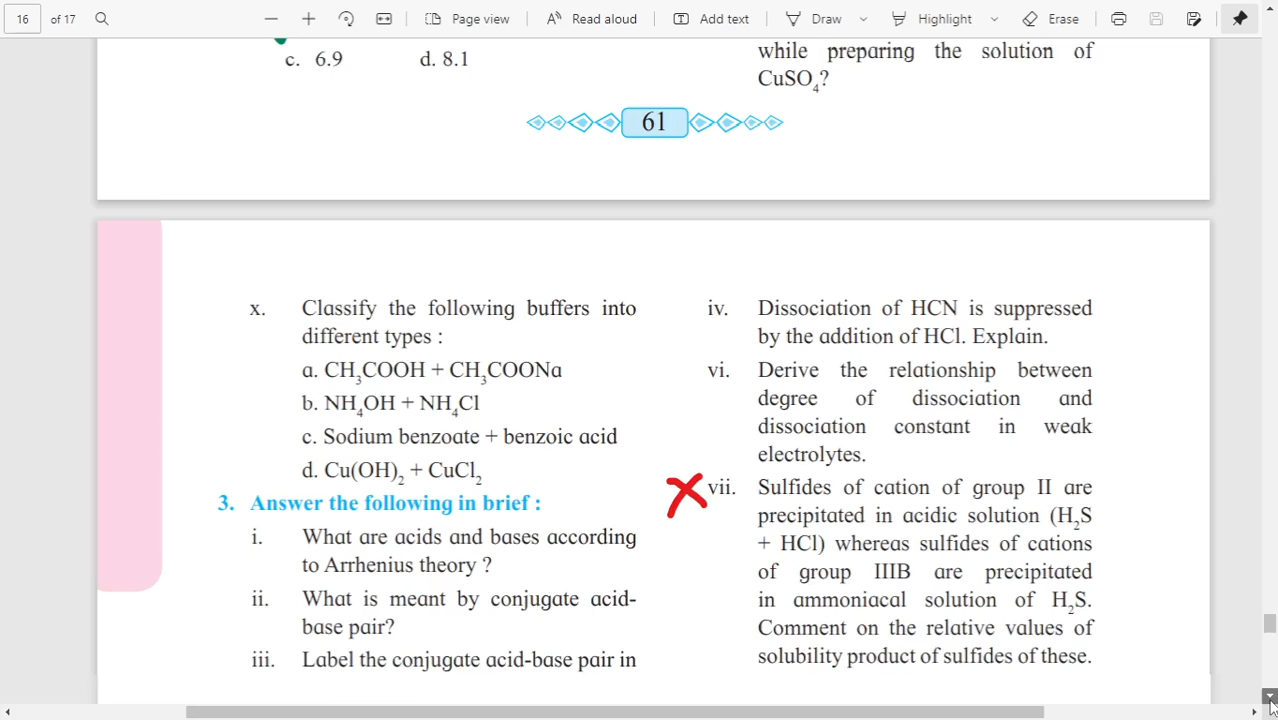 16 of 17 Page view Read aloud Add text Draw Highlight Erase
c. 6.9 d. 8.1
while preparing the solution of
CuSO4?
61
x. Classify the following buffers into
different types :
a. CH3COOH + CH3COONa
b. NH4OH + NH4Cl
c. Sodium benzoate + benzoic acid
d. Cu(OH)2 + CuCl2
3. Answer the following in brief :
i. What are acids and bases according
to Arrhenius theory ?
ii. What is meant by conjugate acid-
base pair?
iii. Label the conjugate acid-base pair in
iv. Dissociation of HCN is suppressed
by the addition of HCl. Explain.
vi. Derive the relationship between
degree of dissociation and
dissociation constant in weak
electrolytes.
vii. Sulfides of cation of group II are
precipitated in acidic solution (H2S
+ HCl) whereas sulfides of cations
of group IIIB are precipitated
in ammoniacal solution of H2S.
Comment on the relative values of
solubility product of sulfides of these.